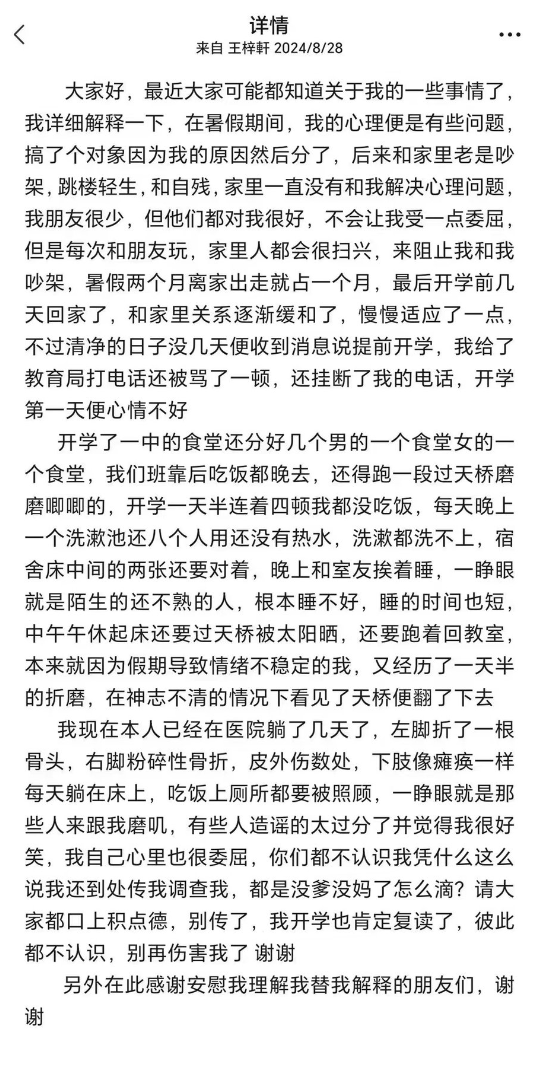 详情
来自 王梓軒 2024/8/28
大家好，最近大家可能都知道关于我的一些事情了，
我详细解释一下，在暑假期间，我的心理便是有些问题，
搞了个对象因为我的原因然后分了，后来和家里老是吵
架，跳楼轻生，和自残，家里一直没有和我解决心理问题，
我朋友很少，但他们都对我很好，不会让我受一点委屈，
但是每次和朋友玩，家里人都会很扫兴，来阻止我和我
吵架，暑假两个月离家出走就占一个月，最后开学前几
天回家了，和家里关系逐渐缓和了，慢慢适应了一点，
不过清净的日子没几天便收到消息说提前开学，我给了
教育局打电话还被骂了一顿，还挂断了我的电话，开学
第一天便心情不好
开学了一中的食堂还分好几个男的一个食堂女的一
个食堂，我们班靠后吃饭都晚去，还得跑一段过天桥磨
磨唧唧的，开学一天半连着四顿我都没吃饭，每天晚上
一个洗漱池还八个人用还没有热水，洗漱都洗不上，宿
舍床中间的两张还要对着，晚上和室友挨着睡，一睁眼
就是陌生的还不熟的人，根本睡不好，睡的时间也短，
中午午休起床还要过天桥被太阳晒，还要跑着回教室，
本来就因为假期导致情绪不稳定的我，又经历了一天半
的折磨，在神志不清的情况下看见了天桥便翻了下去
我现在本人已经在医院躺了几天了，左脚折了一根
骨头，右脚粉碎性骨折，皮外伤数处，下肢像瘫痪一样
每天躺在床上，吃饭上厕所都要被照顾，一睁眼就是那
些人来跟我磨叽，有些人造谣的太过分了并觉得我很好
笑，我自己心里也很委屈，你们都不认识我凭什么这么
说我还到处传我调查我，都是没爹没妈了怎么滴？请大
家都口上积点德，别传了，我开学也肯定复读了，彼此
都不认识，别再伤害我了 谢谢
另外在此感谢安慰我理解我替我解释的朋友们，谢
谢